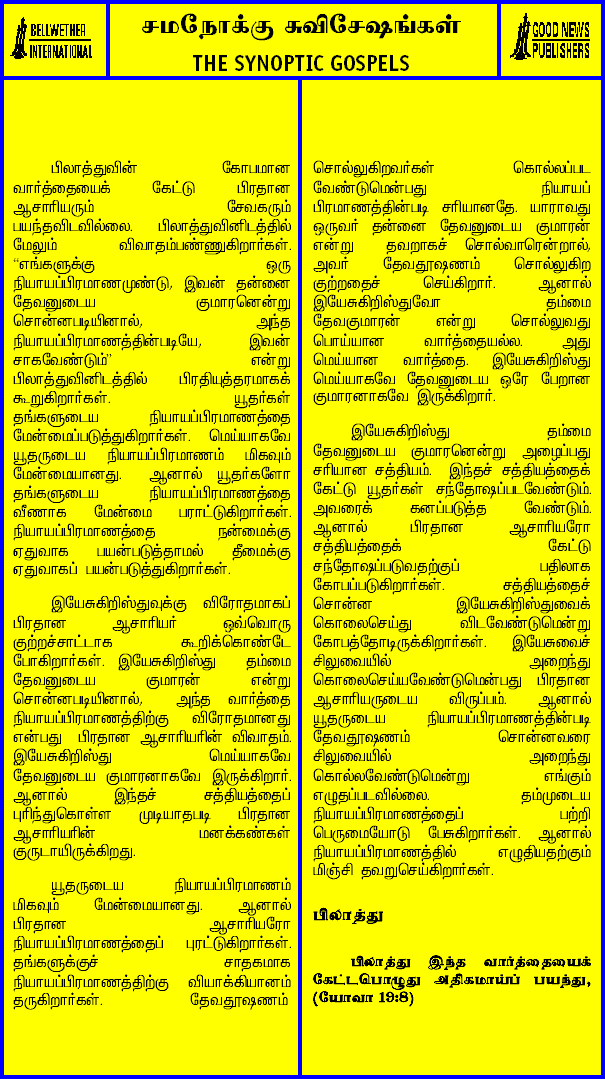 BELLWETHER
INTERNATIONAL
சமநோக்கு சுவிசேஷங்கள்
THE SYNOPTIC GOSPELS
GOOD NEWS
PUBLISHERS
பிலாத்துவின் கோபமான
வார்த்தையைக் கேட்டு பிரதான
ஆசாரியரும் சேவகரும்
பயந்தவிடவில்லை. பிலாத்துவினிடத்தில்
மேலும் விவாதம்பண்ணுகிறார்கள்.
“எங்களுக்கு ஒரு
நியாயப்பிரமாணமுண்டு, இவன் தன்னை
தேவனுடைய குமாரனென்று
சொன்னபடியினால், அந்த
நியாயப்பிரமாணத்தின்படியே, இவன்
சாகவேண்டும்” என்று
பிலாத்துவினிடத்தில் பிரதியுத்தரமாகக்
கூறுகிறார்கள். யூதர்கள்
தங்களுடைய நியாயப்பிரமாணத்தை
மேன்மைப்படுத்துகிறார்கள். மெய்யாகவே
யூதருடைய நியாயப்பிரமாணம் மிகவும்
மேன்மையானது. ஆனால் யூதர்களோ
தங்களுடைய நியாயப்பிரமாணத்தை
வீணாக மேன்மை பராட்டுகிறார்கள்.
நியாயப்பிரமாணத்தை நன்மைக்கு
ஏதுவாக பயன்படுத்தாமல் தீமைக்கு
ஏதுவாகப் பயன்படுத்துகிறார்கள்.
இயேசுகிறிஸ்துவுக்கு விரோதமாகப்
பிரதான ஆசாரியர் ஒவ்வொரு
குற்றச்சாட்டாக கூறிக்கொண்டே
போகிறார்கள். இயேசுகிறிஸ்து தம்மை
தேவனுடைய குமாரன் என்று
சொன்னபடியினால், அந்த வார்த்தை
நியாயப்பிரமாணத்திற்கு விரோதமானது
என்பது பிரதான ஆசாரியரின் விவாதம்.
இயேசுகிறிஸ்து மெய்யாகவே
தேவனுடைய குமாரனாகவே இருக்கிறார்.
ஆனால் இந்தச் சத்தியத்தைப்
புரிந்துகொள்ள முடியாதபடி பிரதான
ஆசாரியரின் மனக்கண்கள்
குருடாயிருக்கிறது.
யூதருடைய நியாயப்பிரமாணம்
மிகவும் மேன்மையானது. ஆனால்
பிரதான ஆசாரியரோ
நியாயப்பிரமாணத்தைப் புரட்டுகிறார்கள்.
தங்களுக்குச் சாதகமாக
நியாயப்பிரமாணத்திற்கு வியாக்கியானம்
தருகிறார்கள். தேவதூஷணம்
சொல்லுகிறவர்கள் கொல்லப்பட
வேண்டுமென்பது நியாயப்
பிரமாணத்தின்படி சரியானதே. யாராவது
ஒருவர் தன்னை தேவனுடைய குமாரன்
என்று தவறாகச் சொல்வாரென்றால்,
அவர் தேவதூஷணம் சொல்லுகிற
குற்றதைச் செய்கிறார். ஆனால்
இயேசுகிறிஸ்துவோ தம்மை
தேவகுமாரன் என்று சொல்லுவது
பொய்யான வார்த்தையல்ல. அது
மெய்யான வார்த்தை. இயேசுகிறிஸ்து
மெய்யாகவே தேவனுடைய ஒரே பேறான
குமாரனாகவே இருக்கிறார்.
இயேசுகிறிஸ்து தம்மை
தேவனுடைய குமாரனென்று அழைப்பது
சரியான சத்தியம். இந்தச் சத்தியத்தைக்
கேட்டு யூதர்கள் சந்தோஷப்படவேண்டும்.
அவரைக் கனப்படுத்த வேண்டும்.
ஆனால் பிரதான ஆசாரியரோ
சத்தியத்தைக் கேட்டு
சந்தோஷப்படுவதற்குப் பதிலாக
கோபப்படுகிறார்கள். சத்தியத்தைச்
சொன்ன இயேசுகிறிஸ்துவைக்
கொலைசெய்து விடவேண்டுமென்று
கோபத்தோடிருக்கிறார்கள். இயேசுவைச்
சிலுவையில் அறைந்து
கொலைசெய்யவேண்டுமென்பது பிரதான
ஆசாரியருடைய விருப்பம். ஆனால்
யூதருடைய நியாயப்பிரமாணத்தின்படி
தேவதூஷணம் சொன்னவரை
சிலுவையில் அறைந்து
கொல்லவேண்டுமென்று எங்கும்
எழுதப்படவில்லை. தம்முடைய
நியாயப்பிரமாணத்தைப் பற்றி
பெருமையோடு பேசுகிறார்கள். ஆனால்
நியாயப்பிரமாணத்தில் எழுதியதற்கும்
மிஞ்சி தவறுசெய்கிறார்கள்.
பிலாத்து
பிலாத்து இந்த வார்த்தையைக்
கேட்டபொழுது அதிகமாய்ப் பயந்து,
(யோவா 19:8)